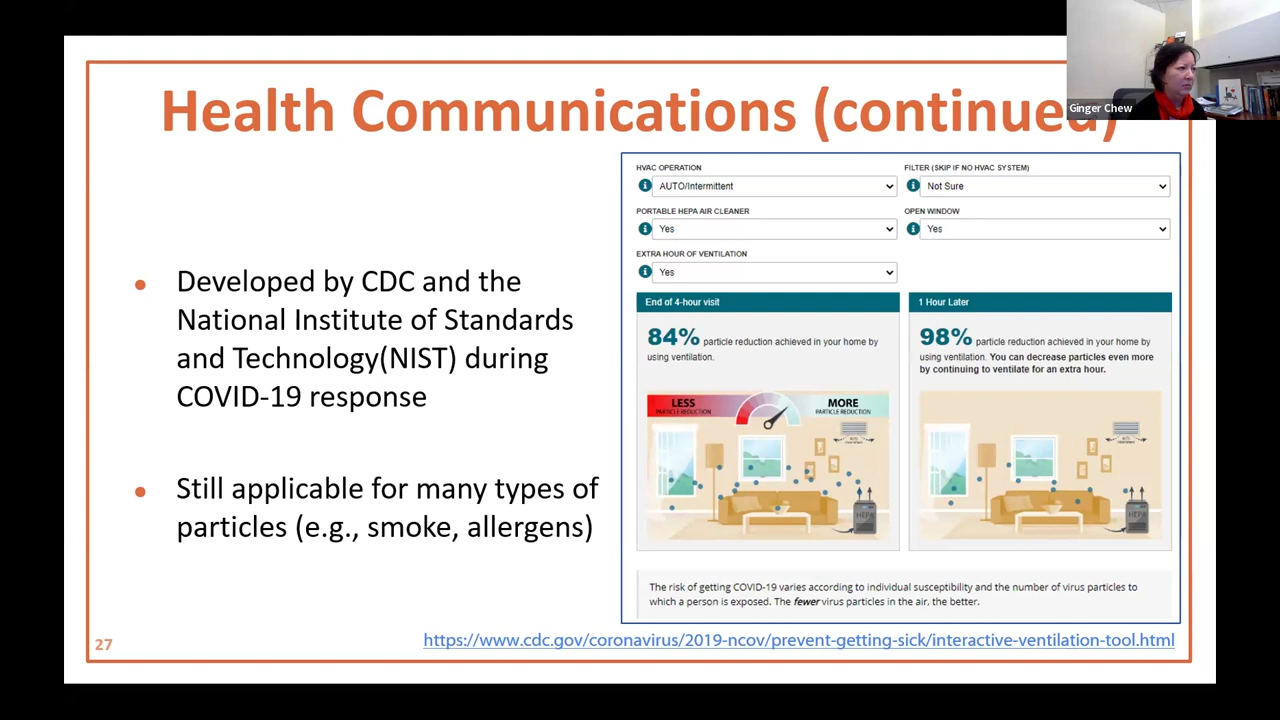 Health Communications (continued)
Ginger Chew
Developed by CDC and the
National Institute of Standards
and Technology(NIST) during
COVID-19 response
Still applicable for many types of
particles (e.g., smoke, allergens)
HVAC OPERATION
AUTO/Intermittent
FILTER (SKIP IF NO HVAC SYSTEM)
Not Sure
PORTABLE HEPA AIR CLEANER
Yes
OPEN WINDOW
Yes
EXTRA HOUR OF VENTILATION
Yes
End of 4-hour visit
84% particle reduction achieved in your home by
using ventilation.
LESS
PARTICLE REDUCTION
MORE
PARTICLE REDUCTION
HEPA
1 Hour Later
98% particle reduction achieved in your home by
using ventilation. You can decrease particles even more
by continuing to ventilate for an extra hour.
HEPA
The risk of getting COVID-19 varies according to individual susceptibility and the number of virus particles to
which a person is exposed. The fewer virus particles in the air, the better.
27
https://www.cdc.gov/coronavirus/2019-ncov/prevent-getting-sick/interactive-ventilation-tool.html